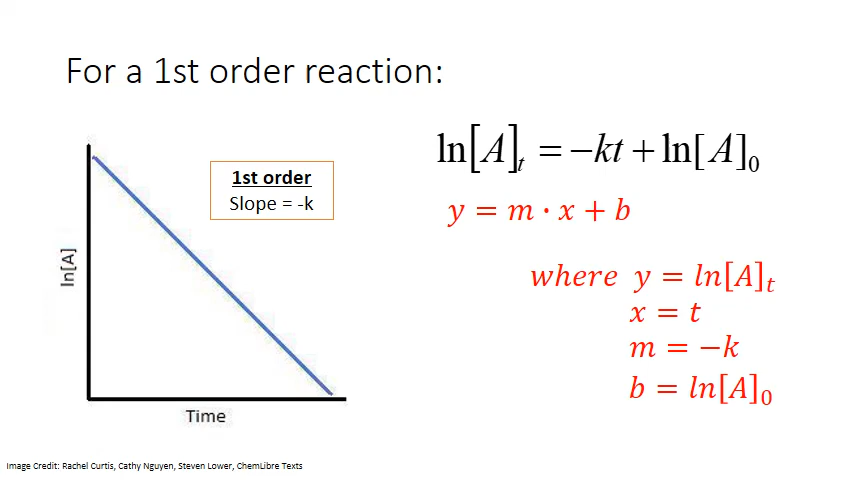 For a 1st order reaction:
ln[A]ₜ = −kt + ln[A]₀
y = m · x + b
1st order
Slope = -k
ln[A]
Time
where y = ln[A]ₜ
x = t
m = −k
b = ln[A]₀
Image Credit: Rachel Curtis, Cathy Nguyen, Steven Lower, ChemLibre Texts